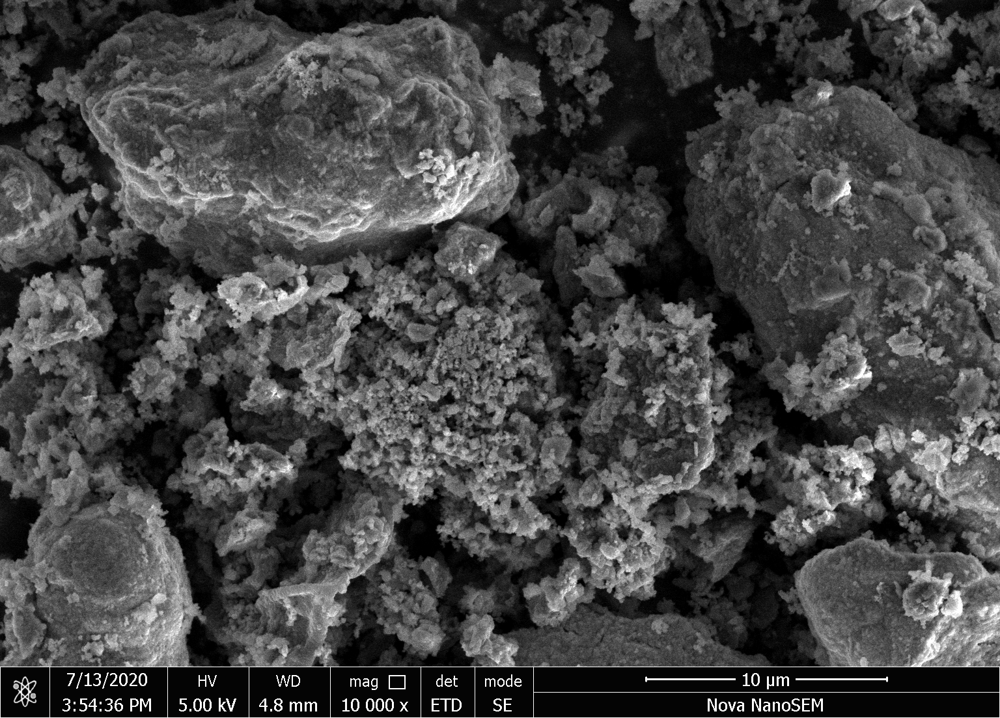 7/13/2020
3:54:36 PM
HV
5.00 kV
WD
4.8 mm
mag
10 000 x
det
ETD
mode
SE
10 µm
Nova NanoSEM